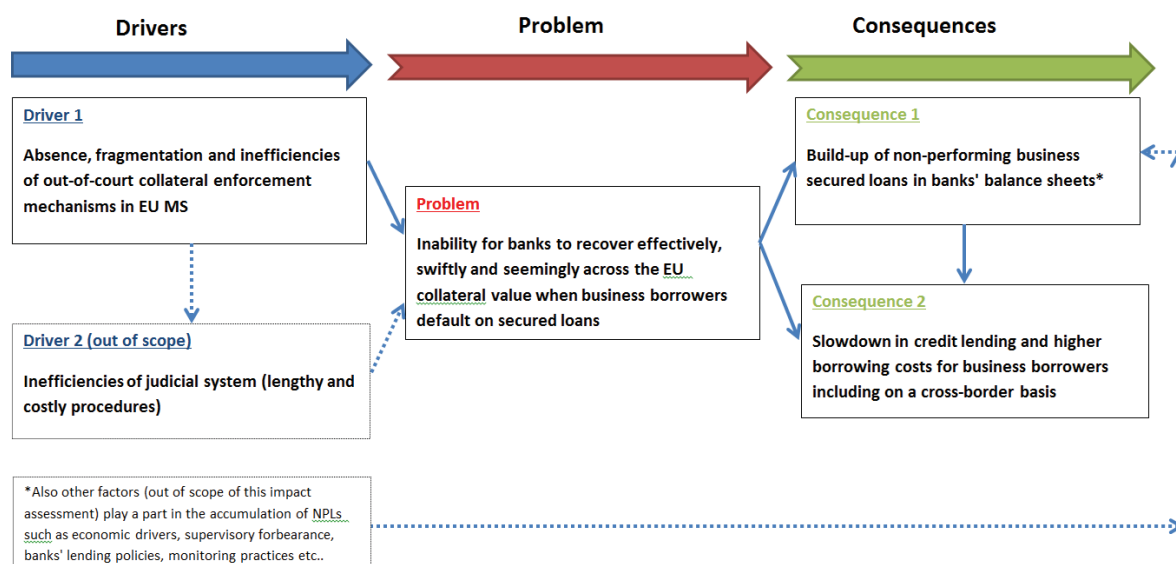 Drivers
Problem
Consequences
Driver 1
Absence, fragmentation and inefficiencies
of out-of-court collateral enforcement
mechanisms in EU MS
Driver 2 (out of scope)
Inefficiencies of judicial system (lengthy and
costly procedures)
*Also other factors (out of scope of this impact
assessment) play a part in the accumulation of NPLs
such as economic drivers, supervisory forbearance,
banks' lending policies, monitoring practices etc..
Problem
Inability for banks to recover effectively,
swiftly and seemingly across the EU
collateral value when business borrowers
default on secured loans
Consequence 1
Build-up of non-performing business
secured loans in banks' balance sheets*
Consequence 2
Slowdown in credit lending and higher
borrowing costs for business borrowers
including on a cross-border basis